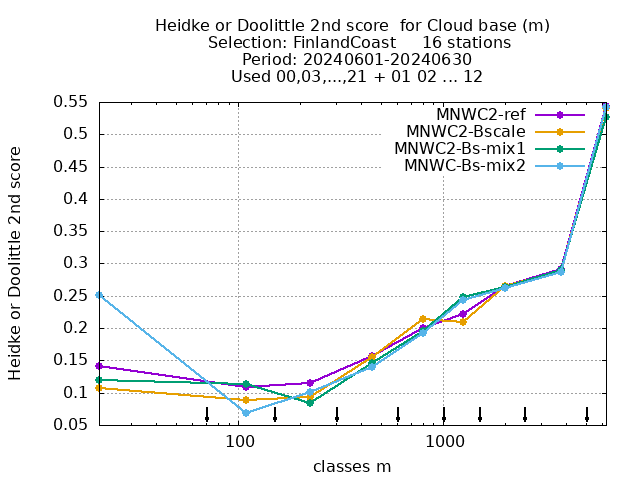 Heidke or Doolittle 2nd score  for Cloud base (m)
Selection: FinlandCoast     16 stations
Period: 20240601-20240630
Used 00,03,...,21 + 01 02 ... 12
MNWC2-ref
MNWC2-Bscale
MNWC2-Bs-mix1
MNWC-Bs-mix2
Heidke or Doolittle 2nd score
0.55
0.5
0.45
0.4
0.35
0.3
0.25
0.2
0.15
0.1
0.05
100
1000
classes m